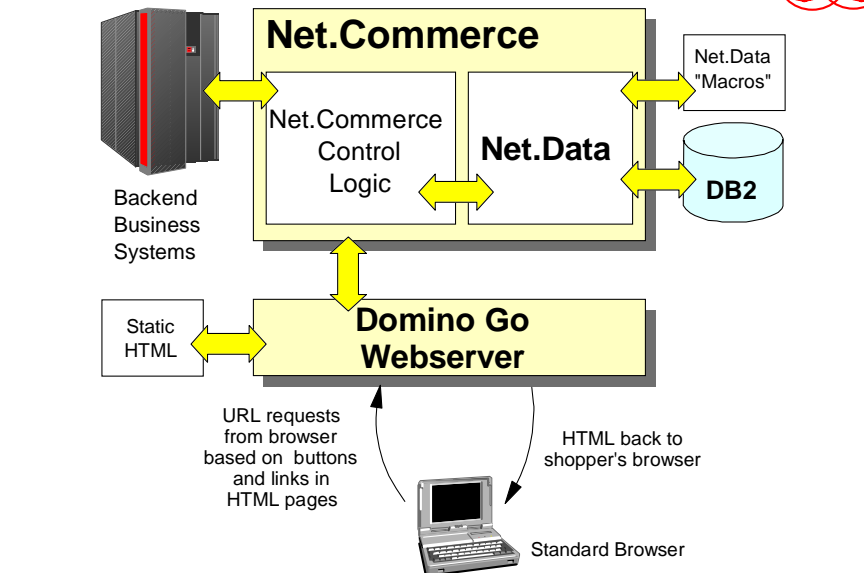 Net.Commerce
Net.Commerce
Control
Logic
Net.Data
Net.Data
"Macros"
DB2
Backend
Business
Systems
Static
HTML
Domino Go
Webserver
URL requests
from browser
based on  buttons
and links in
HTML pages
HTML back to
shopper's browser
Standard Browser